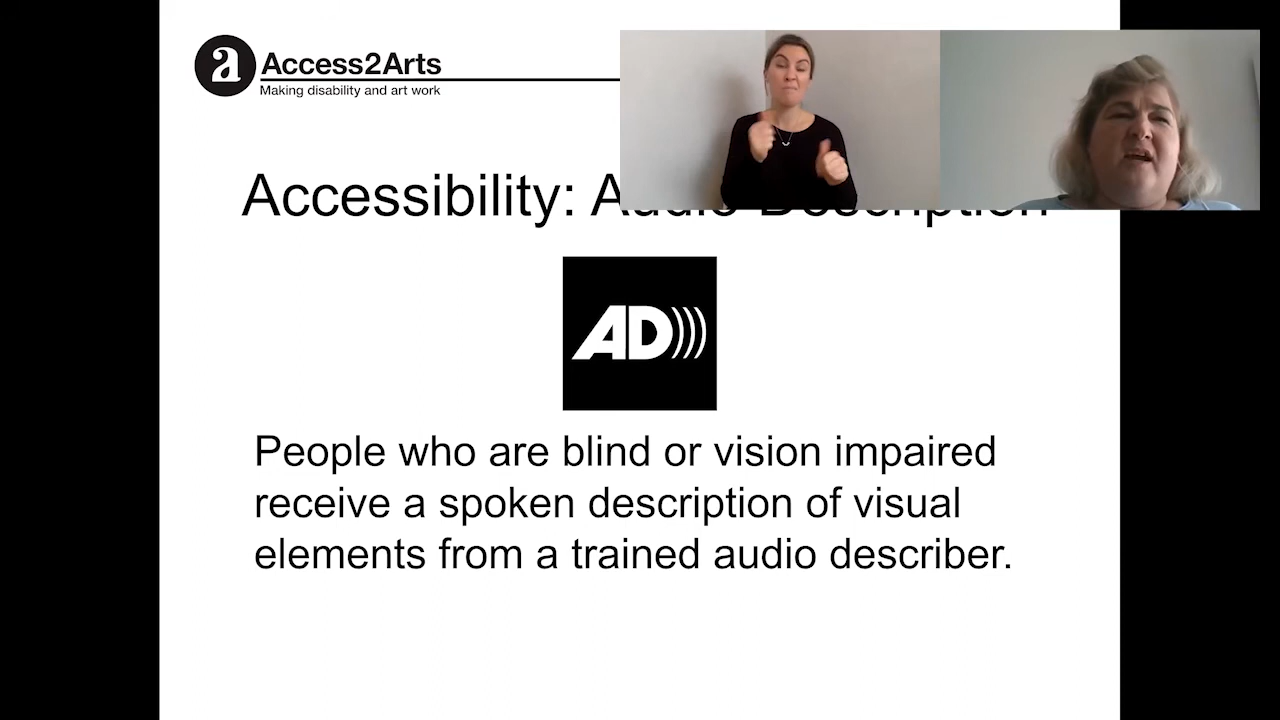 a Access2Arts
Making disability and art work
Accessibility: Audio Description
AD)))
People who are blind or vision impaired
receive a spoken description of visual
elements from a trained audio describer.